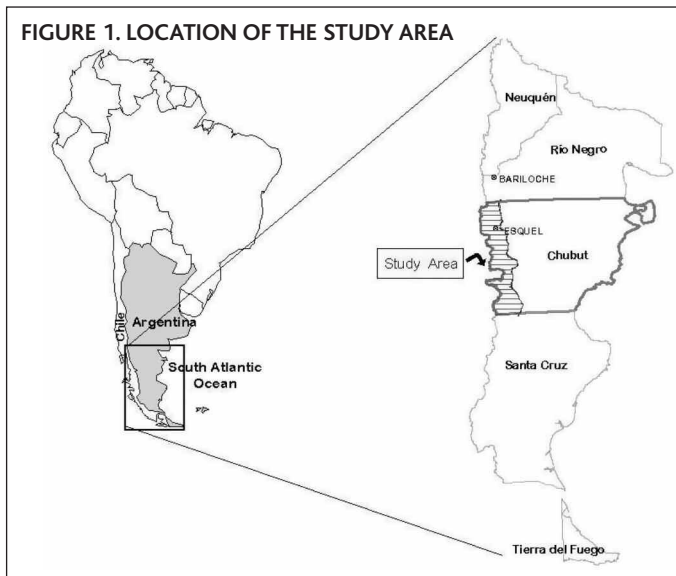 FIGURE 1. LOCATION OF THE STUDY AREA
Neuquén
Río Negro
BARILOCHE
ESQUEL
Study Area
Chubut
Chile
Argentina
South Atlantic
Ocean
Santa Cruz
Tierra del Fuego